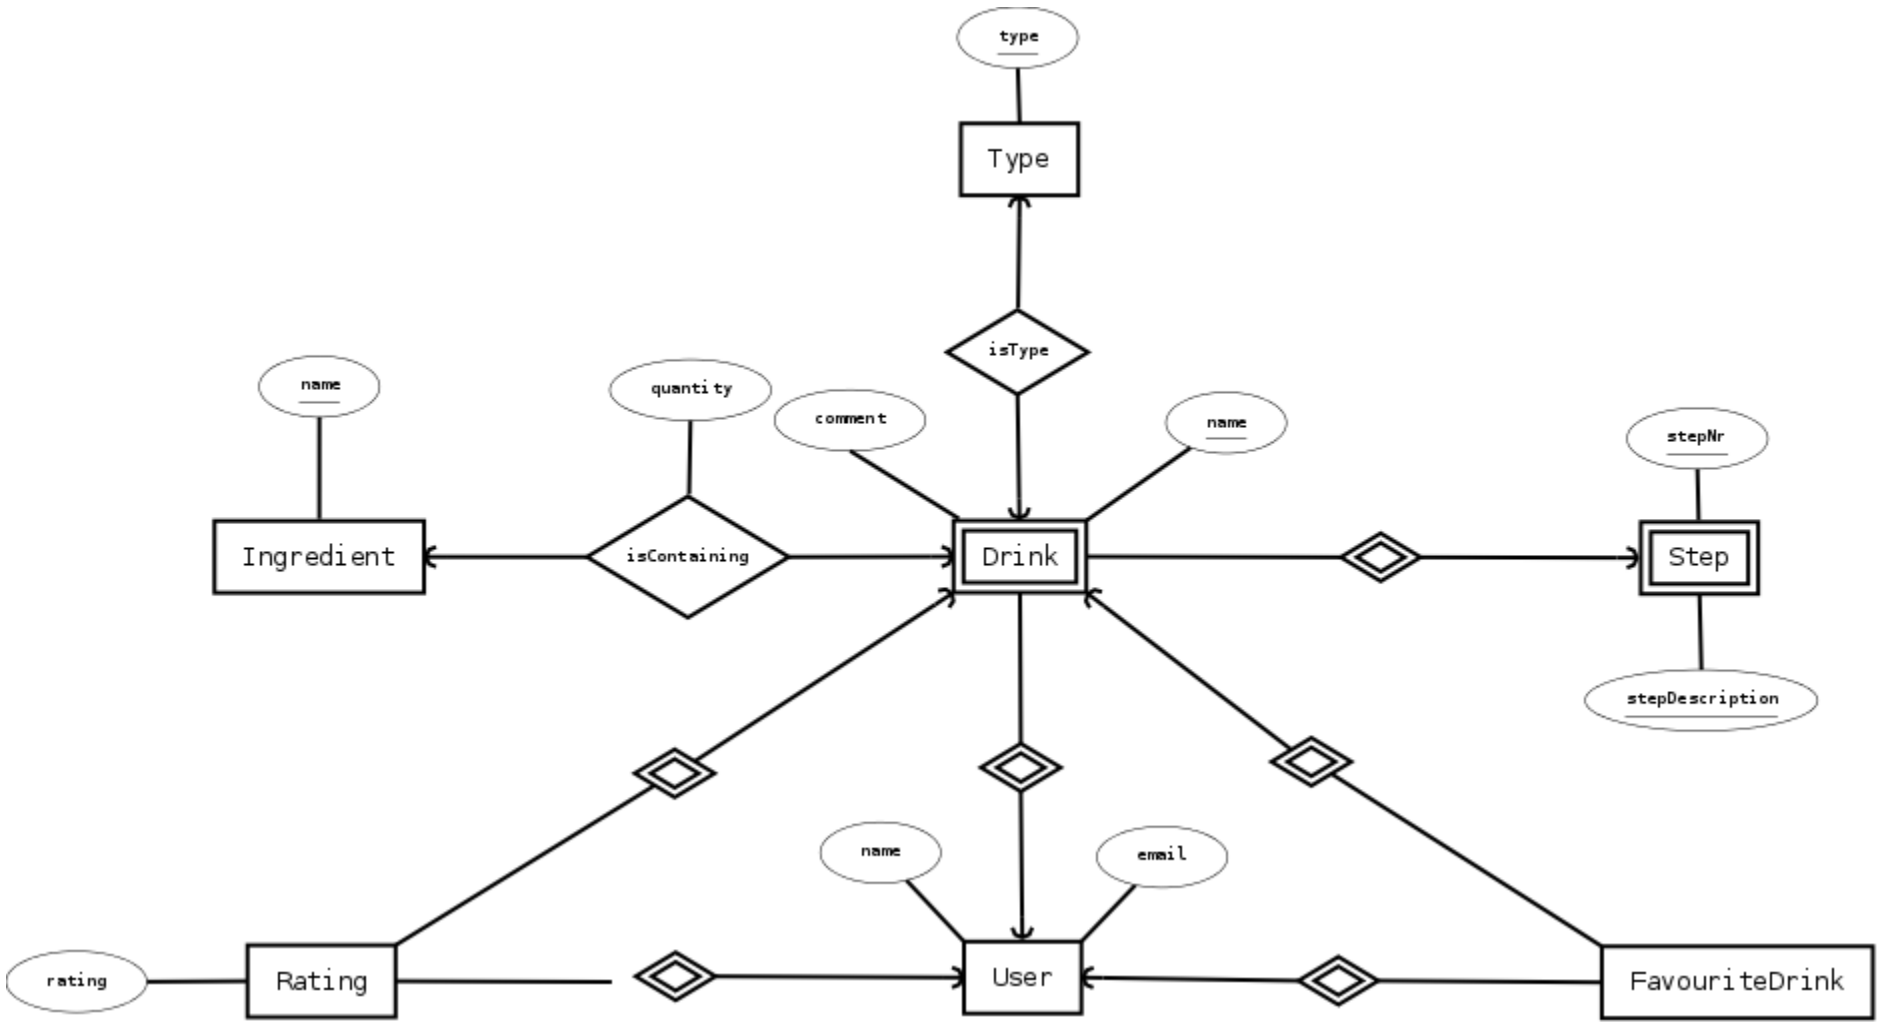 type
Type
isType
name
quantity
comment
name
stepNr
Ingredient
isContaining
Drink
Step
stepDescription
name
email
rating
Rating
User
FavouriteDrink